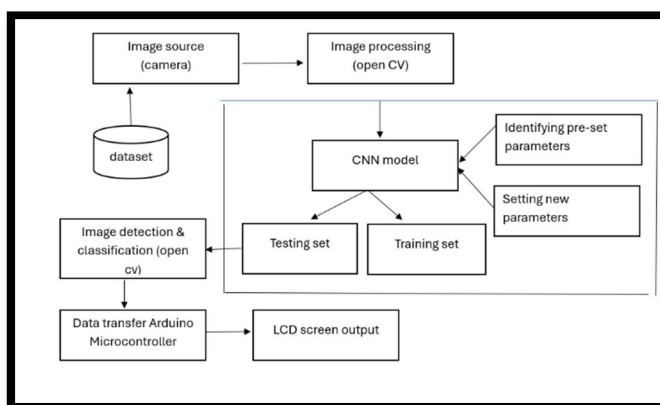 Image source
(camera)
Image processing
(open CV)
dataset
CNN model
Identifying pre-set
parameters
Setting new
parameters
Image detection &
classification (open
cv)
Testing set
Training set
Data transfer Arduino
Microcontroller
LCD screen output